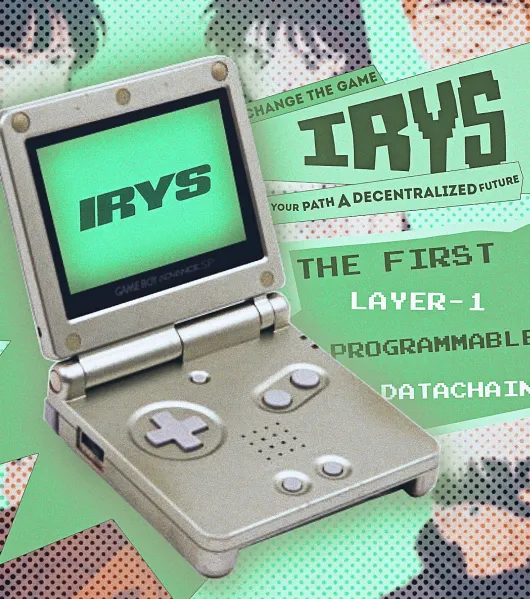 CHANGE THE GAME
IRYS
YOUR PATH A DECENTRALIZED FUTURE
IRYS
GAME BOY ADVANCE SP
THE FIRST
LAYER-1
PROGRAMMABLE
DATACHAIN